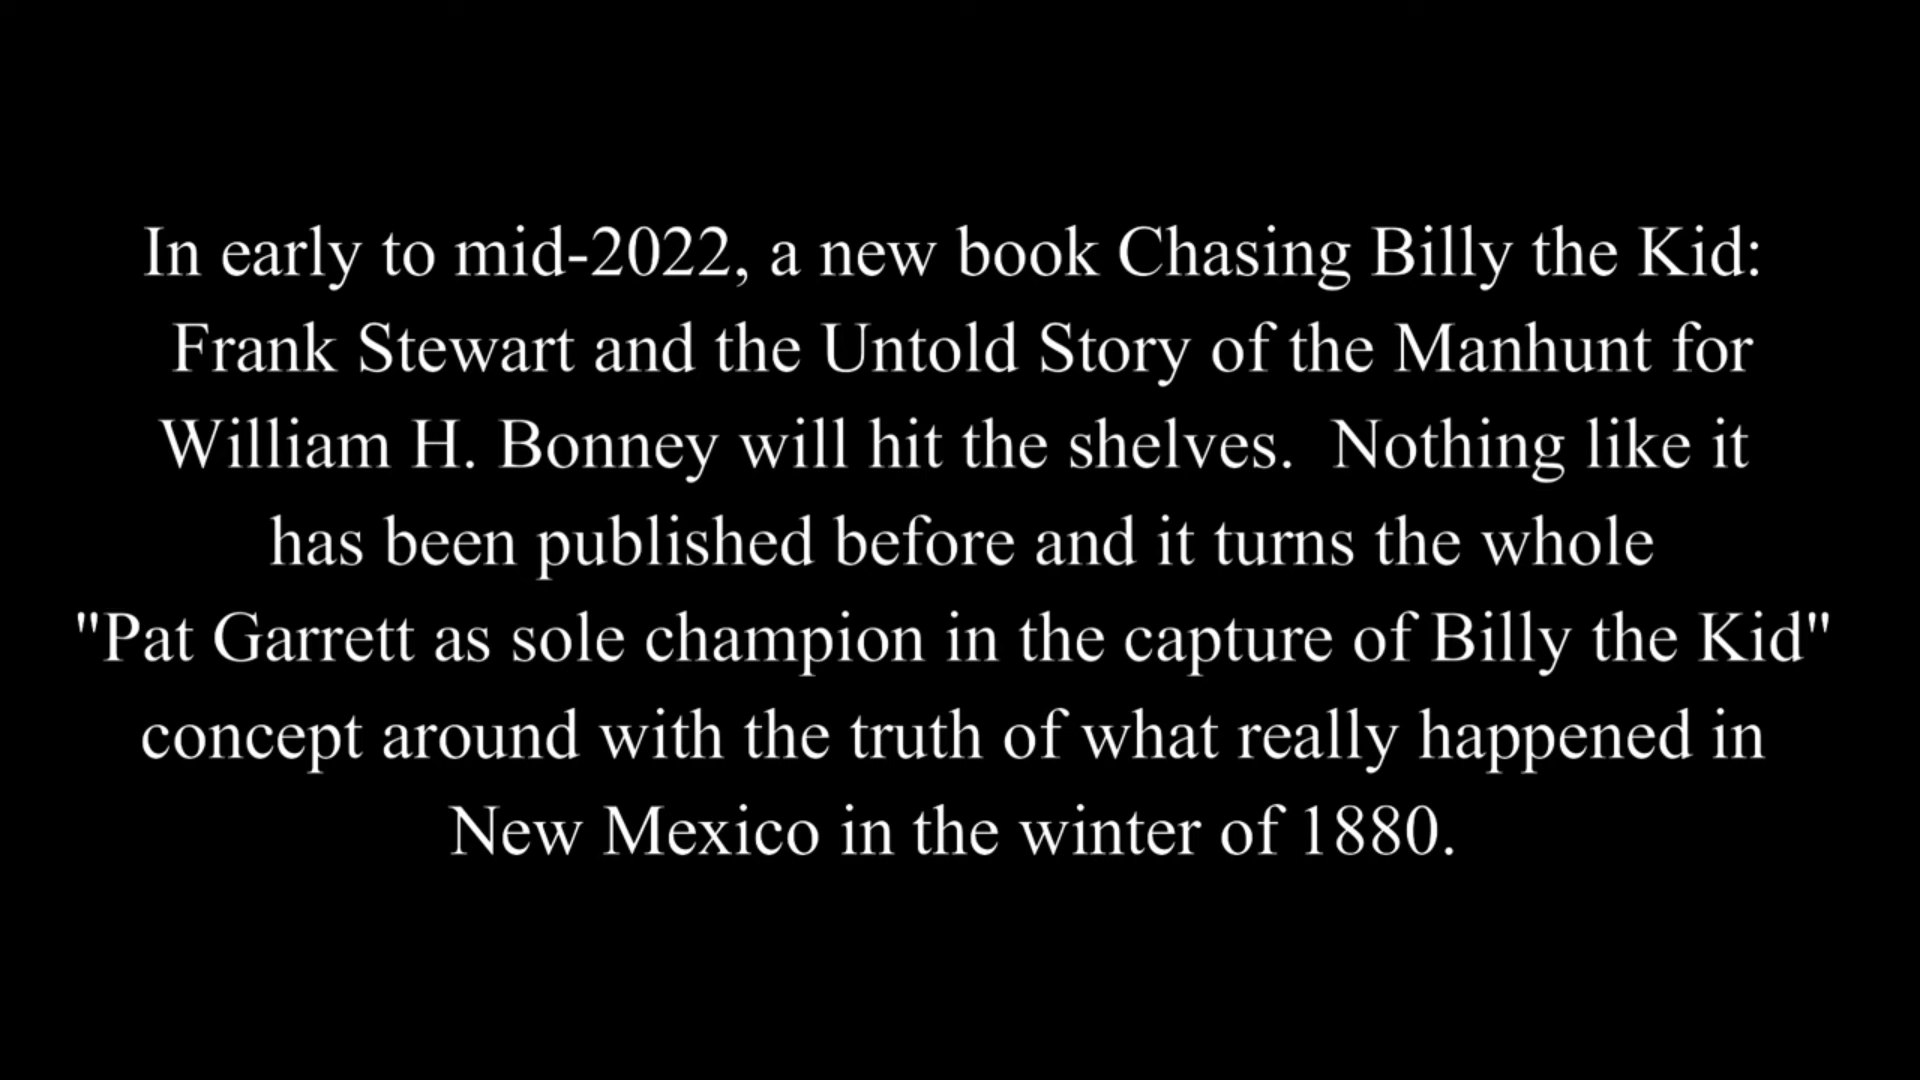 In early to mid-2022, a new book Chasing Billy the Kid:
Frank Stewart and the Untold Story of the Manhunt for
William H. Bonney will hit the shelves.  Nothing like it
has been published before and it turns the whole
"Pat Garrett as sole champion in the capture of Billy the Kid"
concept around with the truth of what really happened in
New Mexico in the winter of 1880.